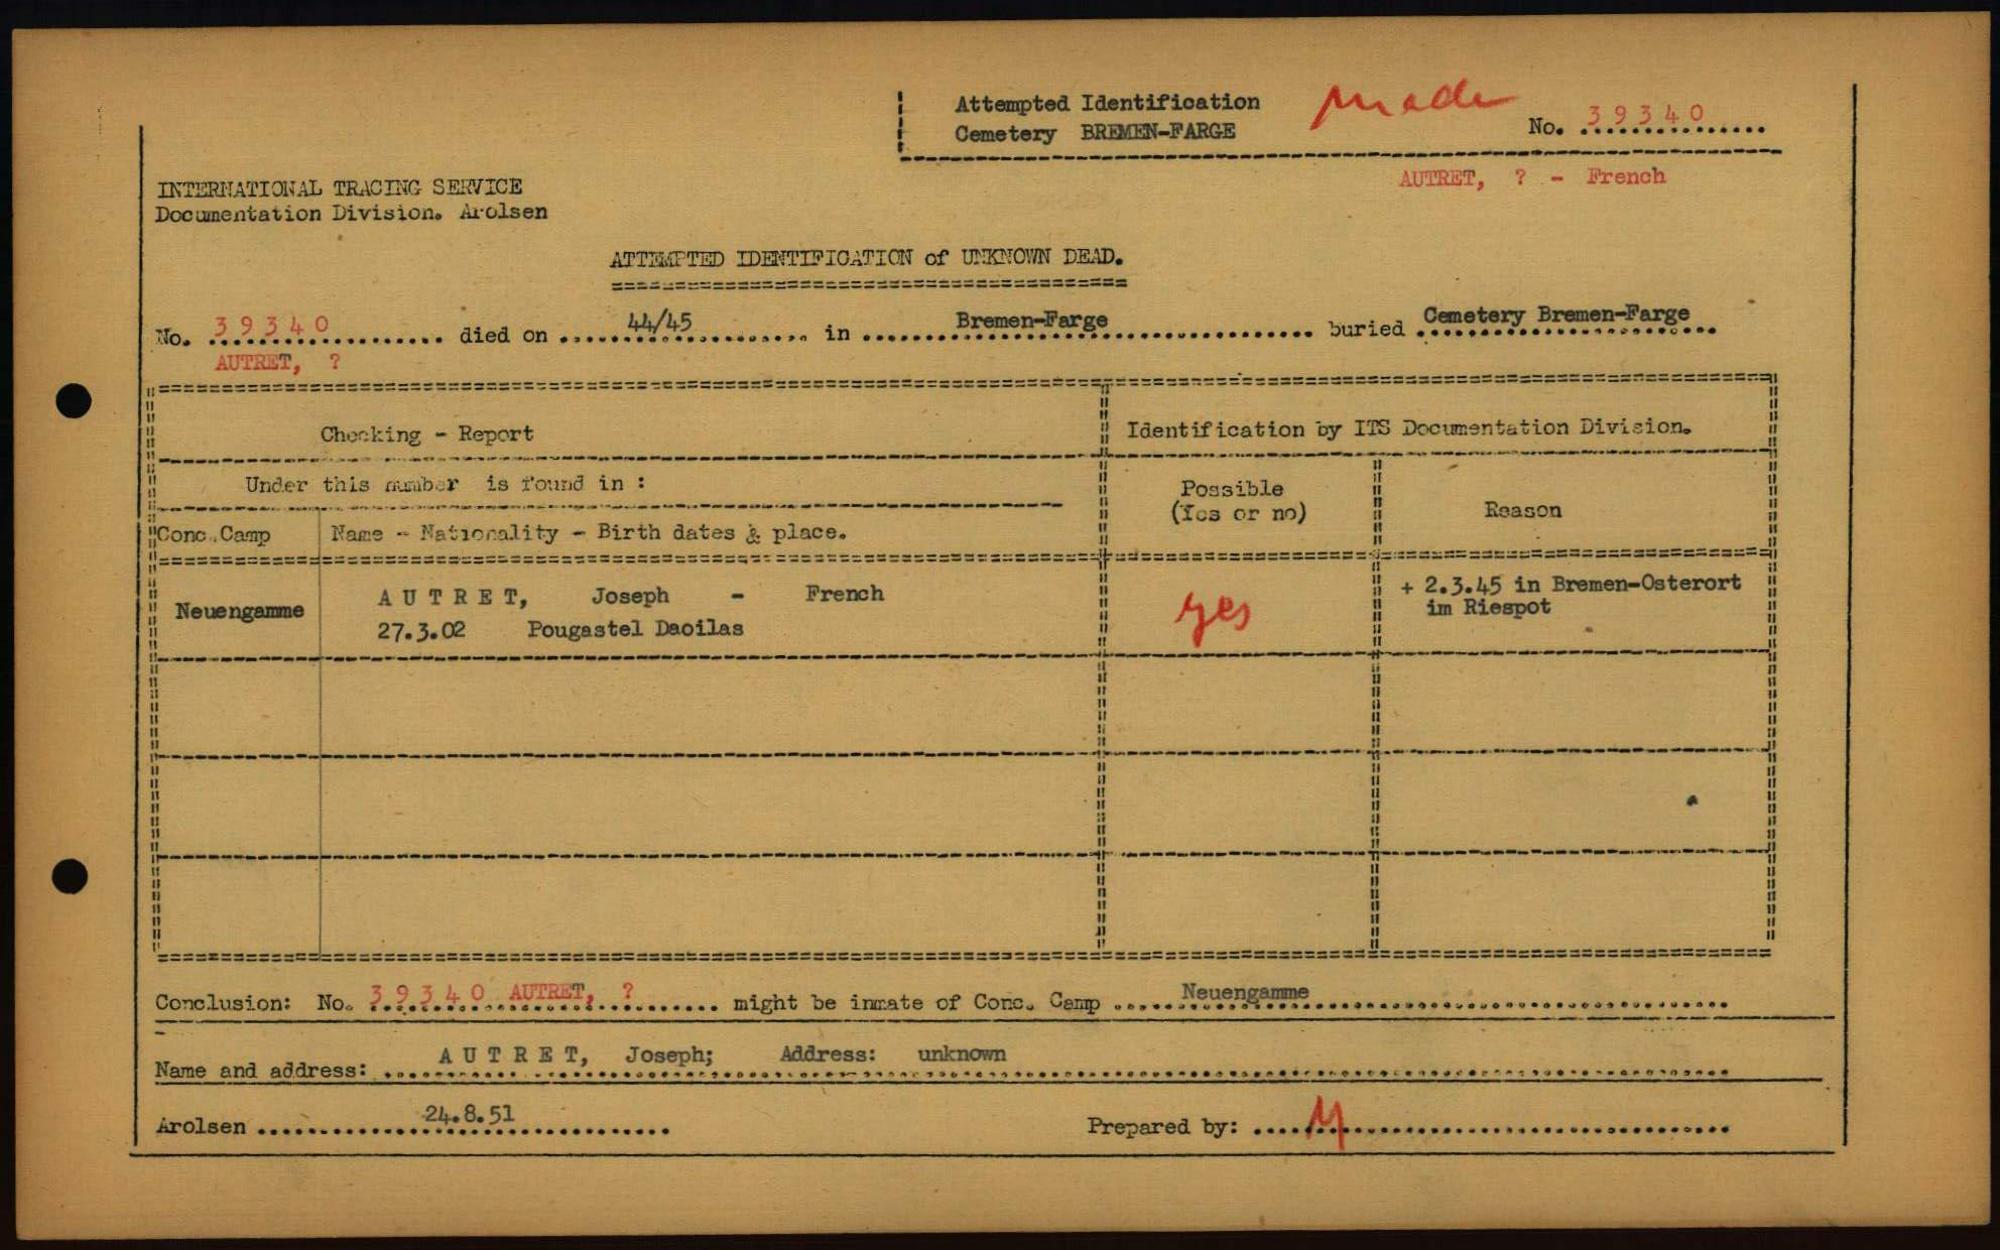 Attempted Identification
Cemetery BREMEN-FARGE
made
No. 39340
AUTRET, ? - French
INTERNATIONAL TRACING SERVICE
Documentation Division. Arolsen
ATTEMPTED IDENTIFICATION of UNKNOWN DEAD.
No. 39340 died on 44/45 in Bremen-Farge buried Cemetery Bremen-Farge
AUTRET, ?
Checking - Report
Identification by ITS Documentation Division.
Under this number is found in :
Possible
(Yes or no)
Reason
Conc.Camp
Name - Nationality - Birth dates & place.
Neuengamme
A U T R E T, Joseph - French
27.3.02 Pougastel Daoilas
yes
+ 2.3.45 in Bremen-Osterort
im Riespot
Conclusion: No. 39340 AUTRET, ? might be inmate of Conc. Camp Neuengamme
Name and address: A U T R E T, Joseph; Address: unknown
Arolsen 24.8.51
Prepared by: M